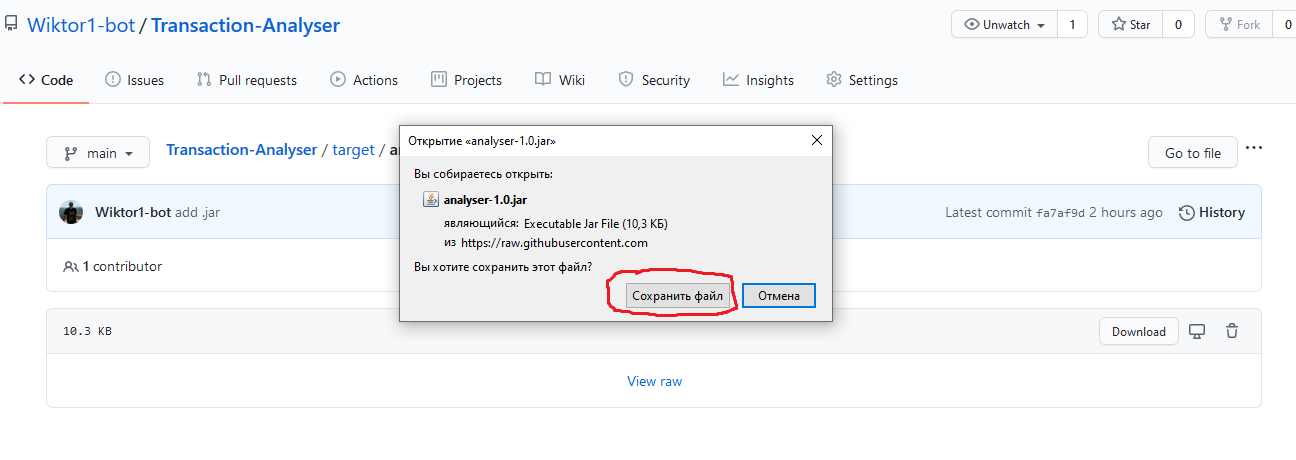 Wiktor1-bot / Transaction-Analyser
Unwatch 1 Star 0 Fork 0
Code Issues Pull requests Actions Projects Wiki Security Insights Settings
main Transaction-Analyser / target / Go to file
Открытие «analyser-1.0.jar»
Вы собираетесь открыть:
analyser-1.0.jar
являющийся: Executable Jar File (10,3 КБ)
из https://raw.githubusercontent.com
Вы хотите сохранить этот файл?
Сохранить файл Отмена
Wiktor1-bot add .jar Latest commit fa7af9d 2 hours ago History
1 contributor
10.3 KB Download
View raw